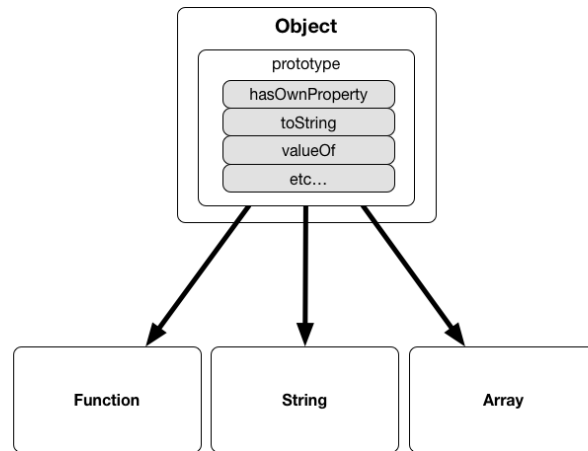 Object
prototype
hasOwnProperty
toString
valueOf
etc…
Function
String
Array